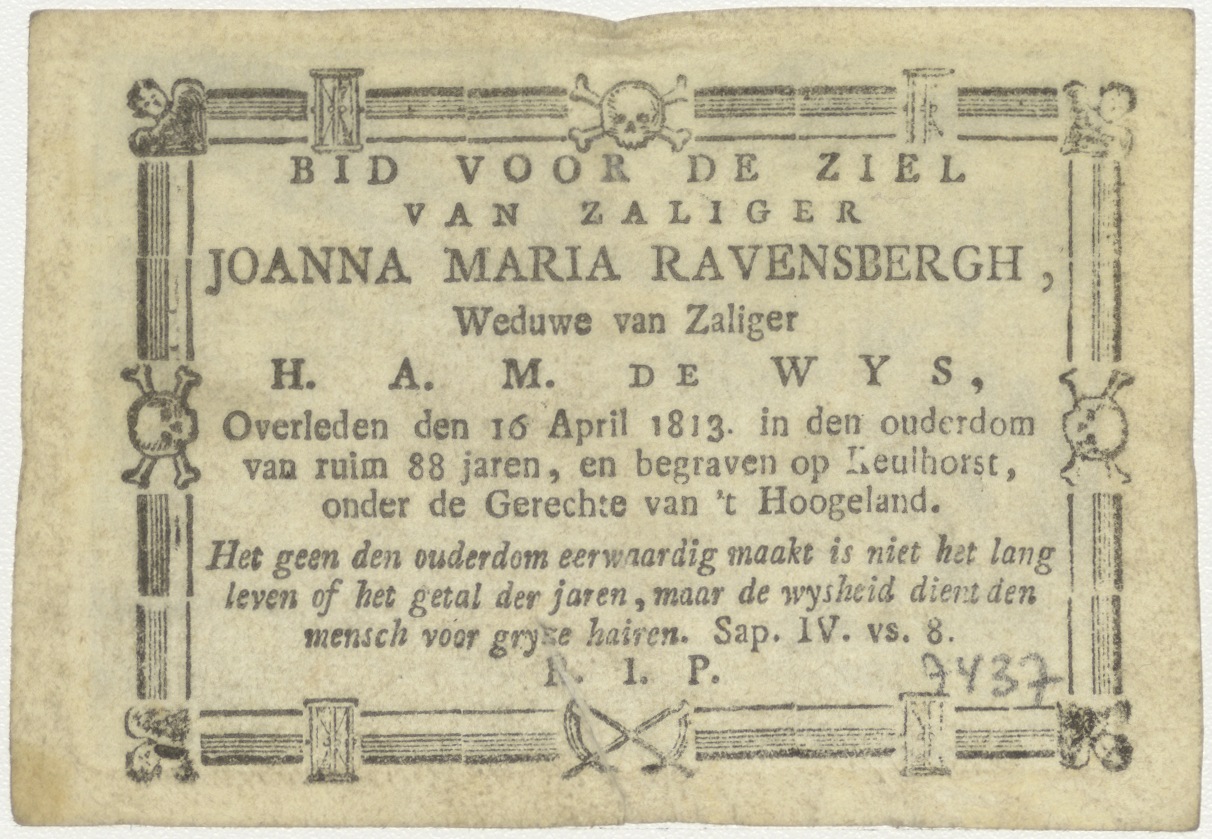 BID VOOR DE ZIEL
VAN ZALIGER
JOANNA MARIA RAVENSBERGH,
Weduwe van Zaliger
H. A. M. DE WYS,
Overleden den 16 April 1813. in den ouderdom
van ruim 88 jaren, en begraven op Keulhorst,
onder de Gerechte van 't Hoogeland.
Het geen den ouderdom eerwaardig maakt is niet het lang
leven of het getal der jaren, maar de wysheid dient den
mensch voor gryze hairen. Sap. IV. vs. 8.
R. I. P.
7437